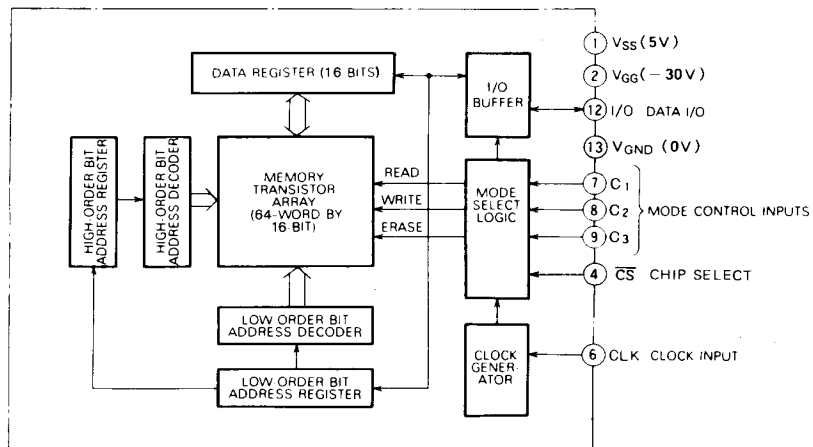 DATA REGISTER (16 BITS)
I/O
BUFFER
1 VSS (5V)
2 VGG (−30V)
12 I/O DATA I/O
13 VGND (0V)
HIGH-ORDER BIT
ADDRESS REGISTER
HIGH-ORDER BIT
ADDRESS DECODER
MEMORY
TRANSISTOR
ARRAY
(64-WORD BY
16-BIT)
READ
WRITE
ERASE
MODE
SELECT
LOGIC
7 C1
8 C2
9 C3
MODE CONTROL INPUTS
4 C̅S̅ CHIP SELECT
LOW ORDER BIT
ADDRESS DECODER
LOW-ORDER BIT
ADDRESS REGISTER
CLOCK
GENER-
ATOR
6 CLK CLOCK INPUT